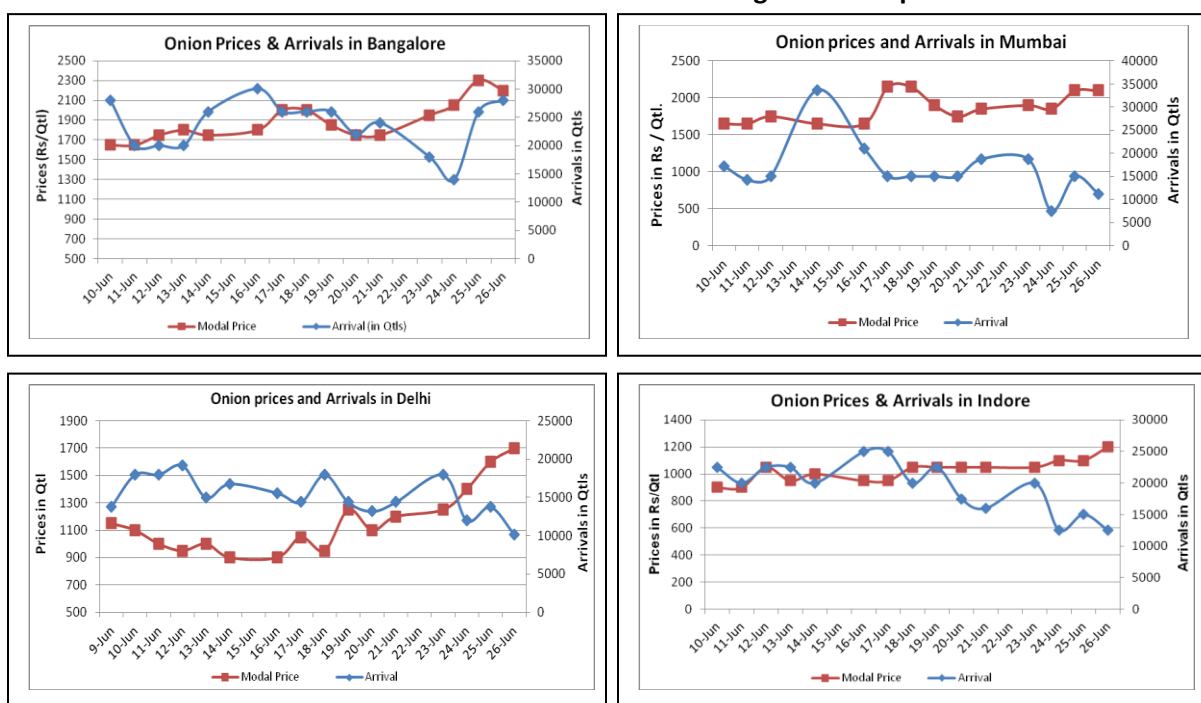 Onion Prices & Arrivals in Bangalore
Prices (Rs/Qtl)
2500
2300
2100
1900
1700
1500
1300
1100
900
700
500
35000
30000
25000
20000
15000
10000
5000
0
Arrivals in Qtls
10-Jun
11-Jun
12-Jun
13-Jun
14-Jun
15-Jun
16-Jun
17-Jun
18-Jun
19-Jun
20-Jun
21-Jun
22-Jun
23-Jun
24-Jun
25-Jun
26-Jun
Modal Price
Arrival (in Qtls)
Onion prices and Arrivals in Mumbai
Prices in Rs / Qtl.
2500
2000
1500
1000
500
0
40000
35000
30000
25000
20000
15000
10000
5000
0
Arrivals in Qtls
10-Jun
11-Jun
12-Jun
13-Jun
14-Jun
15-Jun
16-Jun
17-Jun
18-Jun
19-Jun
20-Jun
21-Jun
22-Jun
23-Jun
24-Jun
25-Jun
26-Jun
Modal Price
Arrival
Onion prices and Arrivals in Delhi
Prices in Qtl
1900
1700
1500
1300
1100
900
700
500
25000
20000
15000
10000
5000
0
Arrivals in Qtls
9-Jun
10-Jun
11-Jun
12-Jun
13-Jun
14-Jun
15-Jun
16-Jun
17-Jun
18-Jun
19-Jun
20-Jun
21-Jun
22-Jun
23-Jun
24-Jun
25-Jun
26-Jun
Modal Price
Arrival
Onion Prices & Arrivals in Indore
Prices in Rs/Qtl
1400
1200
1000
800
600
400
200
0
30000
25000
20000
15000
10000
5000
0
Arrivals in Qtls
10-Jun
11-Jun
12-Jun
13-Jun
14-Jun
15-Jun
16-Jun
17-Jun
18-Jun
19-Jun
20-Jun
21-Jun
22-Jun
23-Jun
24-Jun
25-Jun
26-Jun
Modal Price
Arrival